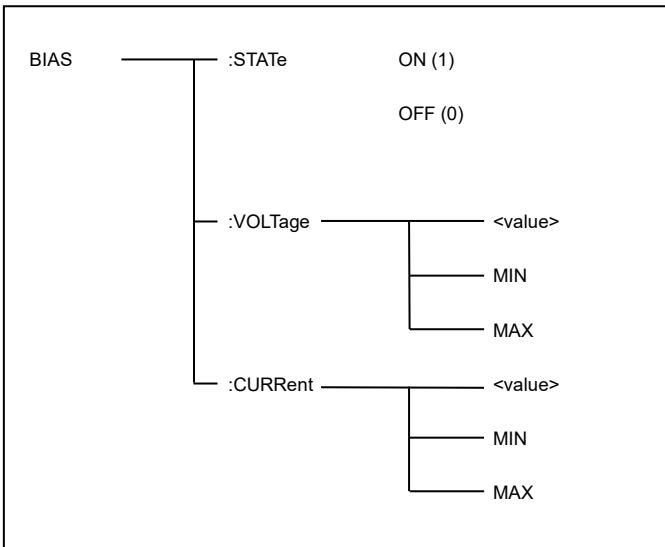 BIAS :STATe ON (1)
OFF (0)
:VOLTage <value>
MIN
MAX
:CURRent <value>
MIN
MAX